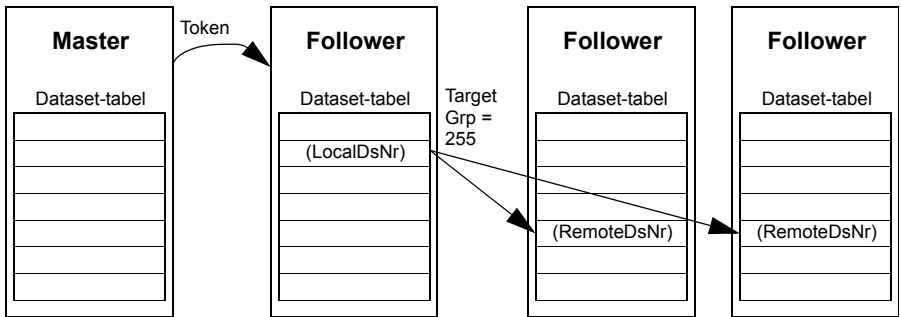 Master
Token
Follower
Follower
Follower
Dataset-tabel
Dataset-tabel
Target
Grp =
255
Dataset-tabel
Dataset-tabel
(LocalDsNr)
(RemoteDsNr)
(RemoteDsNr)